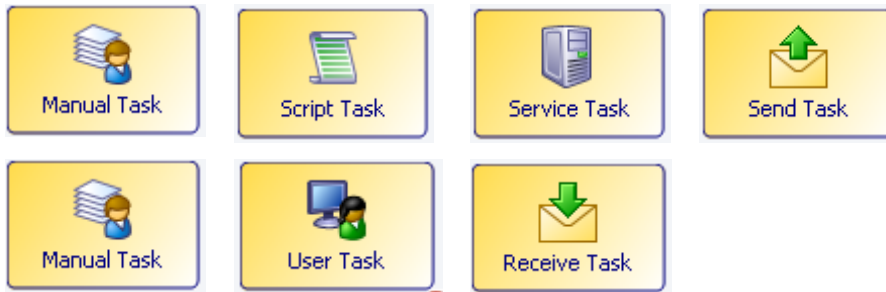 Manual Task
Script Task
Service Task
Send Task
Manual Task
User Task
Receive Task